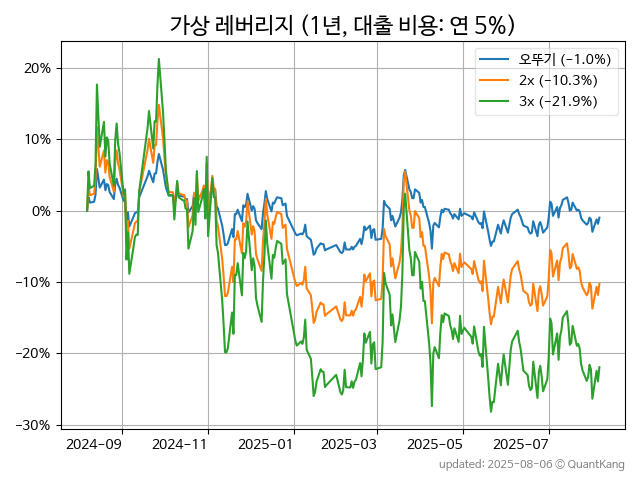 가상 레버리지 (1년, 대출 비용: 연 5%)
오뚜기 (-1.0%)
2x (-10.3%)
3x (-21.9%)
20%
10%
0%
-10%
-20%
-30%
2024-09
2024-11
2025-01
2025-03
2025-05
2025-07
updated: 2025-08-06 © QuantKang